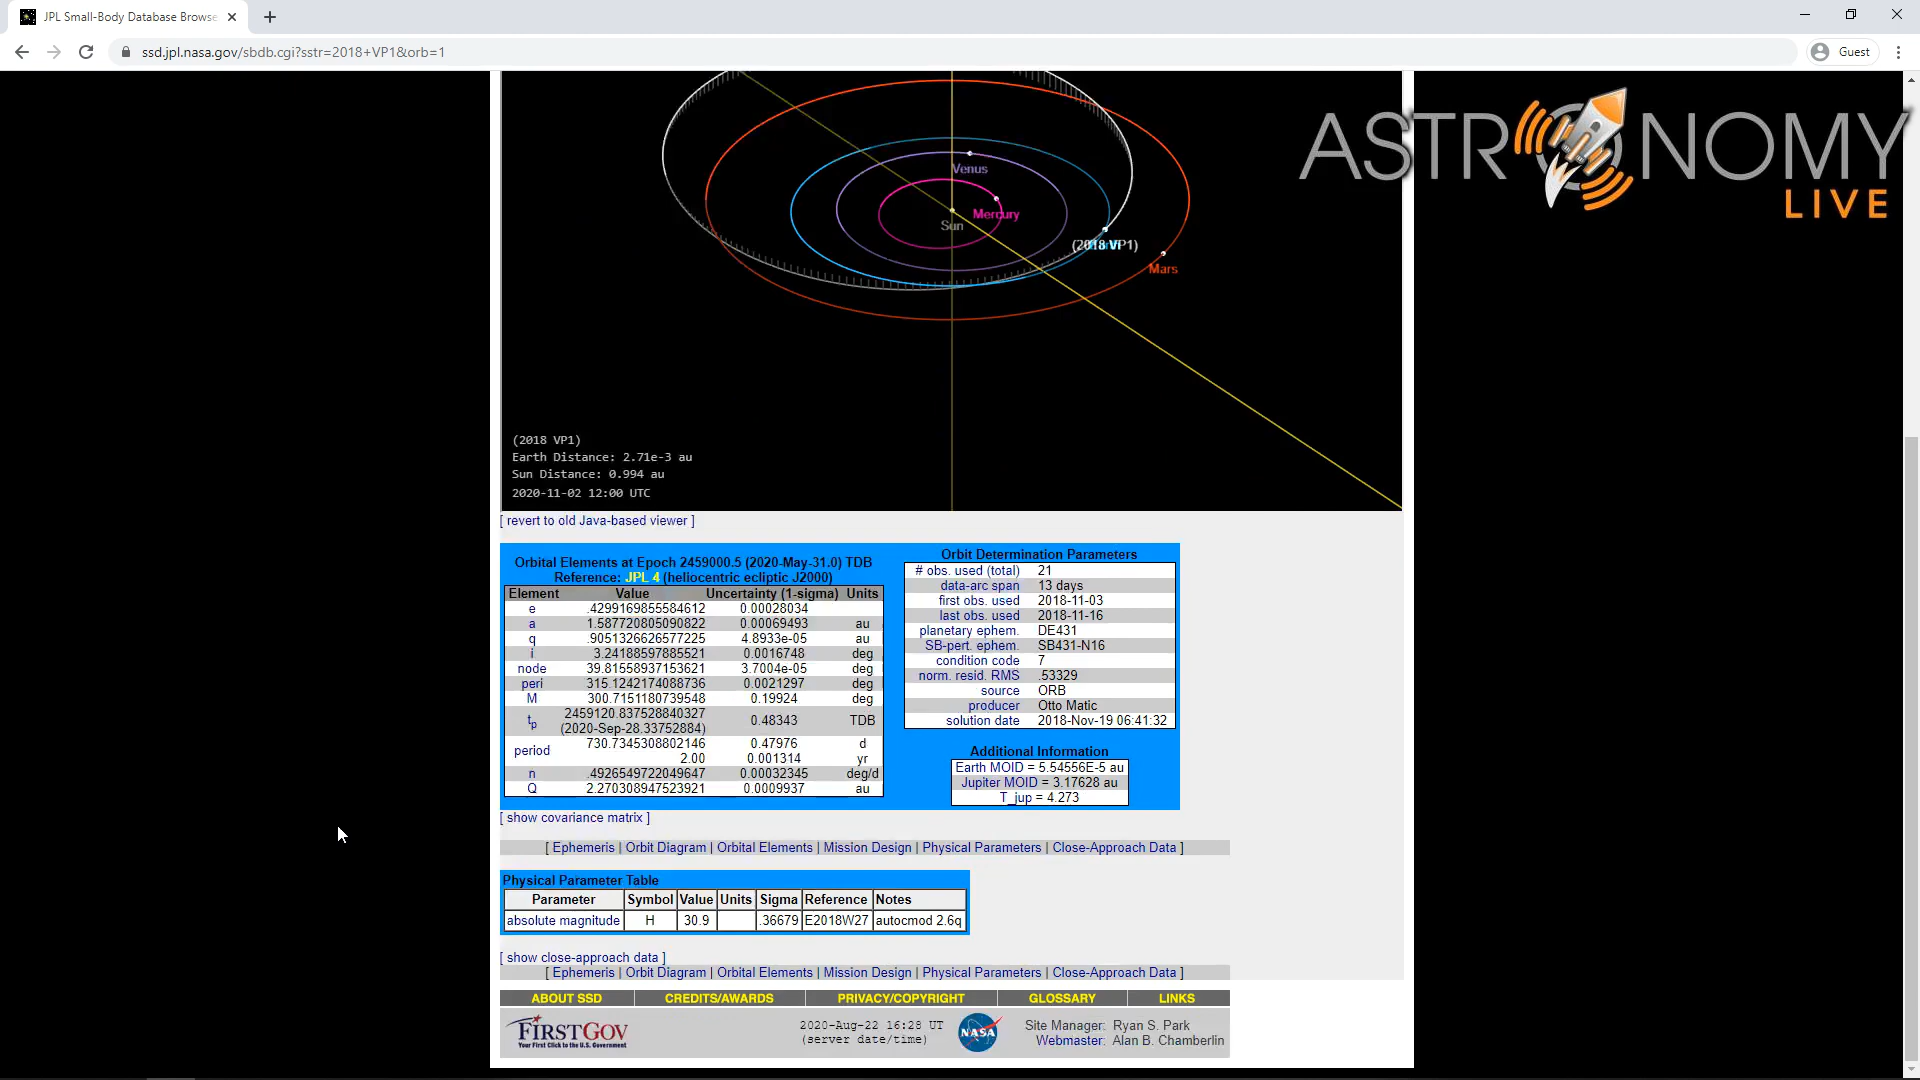 JPL Small-Body Database Browse
ssd.jpl.nasa.gov/sbdb.cgi?sstr=2018+VP1&orb=1
Guest
ASTRONOMY
LIVE
Venus
Mercury
Sun
(2018 VP1)
Mars
(2018 VP1)
Earth Distance: 2.71e-3 au
Sun Distance: 0.994 au
2020-11-02 12:00 UTC
[ revert to old Java-based viewer ]
Orbital Elements at Epoch 2459000.5 (2020-May-31.0) TDB
Reference: JPL 4 (heliocentric ecliptic J2000)
Element Value Uncertainty (1-sigma) Units
e .4299169855584612 0.00028034
a 1.587720805090822 0.00069493 au
q .9051326626577225 4.8933e-05 au
i 3.24188597885521 0.0016748 deg
node 39.81558937153621 3.7004e-05 deg
peri 315.1242174088736 0.0021297 deg
M 300.7151180739548 0.19924 deg
tp 2459120.837528840327 0.48343 TDB
(2020-Sep-28.33752884)
period 730.7345308802146 0.47976 d
2.00 0.001314 yr
n .4926549722049647 0.00032345 deg/d
Q 2.270308947523921 0.0009937 au
Orbit Determination Parameters
# obs. used (total) 21
data-arc span 13 days
first obs. used 2018-11-03
last obs. used 2018-11-16
planetary ephem. DE431
SB-pert. ephem. SB431-N16
condition code 7
norm. resid. RMS .53329
source ORB
producer Otto Matic
solution date 2018-Nov-19 06:41:32
Additional Information
Earth MOID = 5.54556E-5 au
Jupiter MOID = 3.17628 au
T_jup = 4.273
[ show covariance matrix ]
[ Ephemeris | Orbit Diagram | Orbital Elements | Mission Design | Physical Parameters | Close-Approach Data ]
Physical Parameter Table
Parameter Symbol Value Units Sigma Reference Notes
absolute magnitude H 30.9 .36679 E2018W27 autocmod 2.6q
[ show close-approach data ]
[ Ephemeris | Orbit Diagram | Orbital Elements | Mission Design | Physical Parameters | Close-Approach Data ]
ABOUT SSD CREDITS/AWARDS PRIVACY/COPYRIGHT GLOSSARY LINKS
FIRSTGOV
Your First Click to the U.S. Government
2020-Aug-22 16:28 UT
(server date/time)
NASA
Site Manager: Ryan S. Park
Webmaster: Alan B. Chamberlin